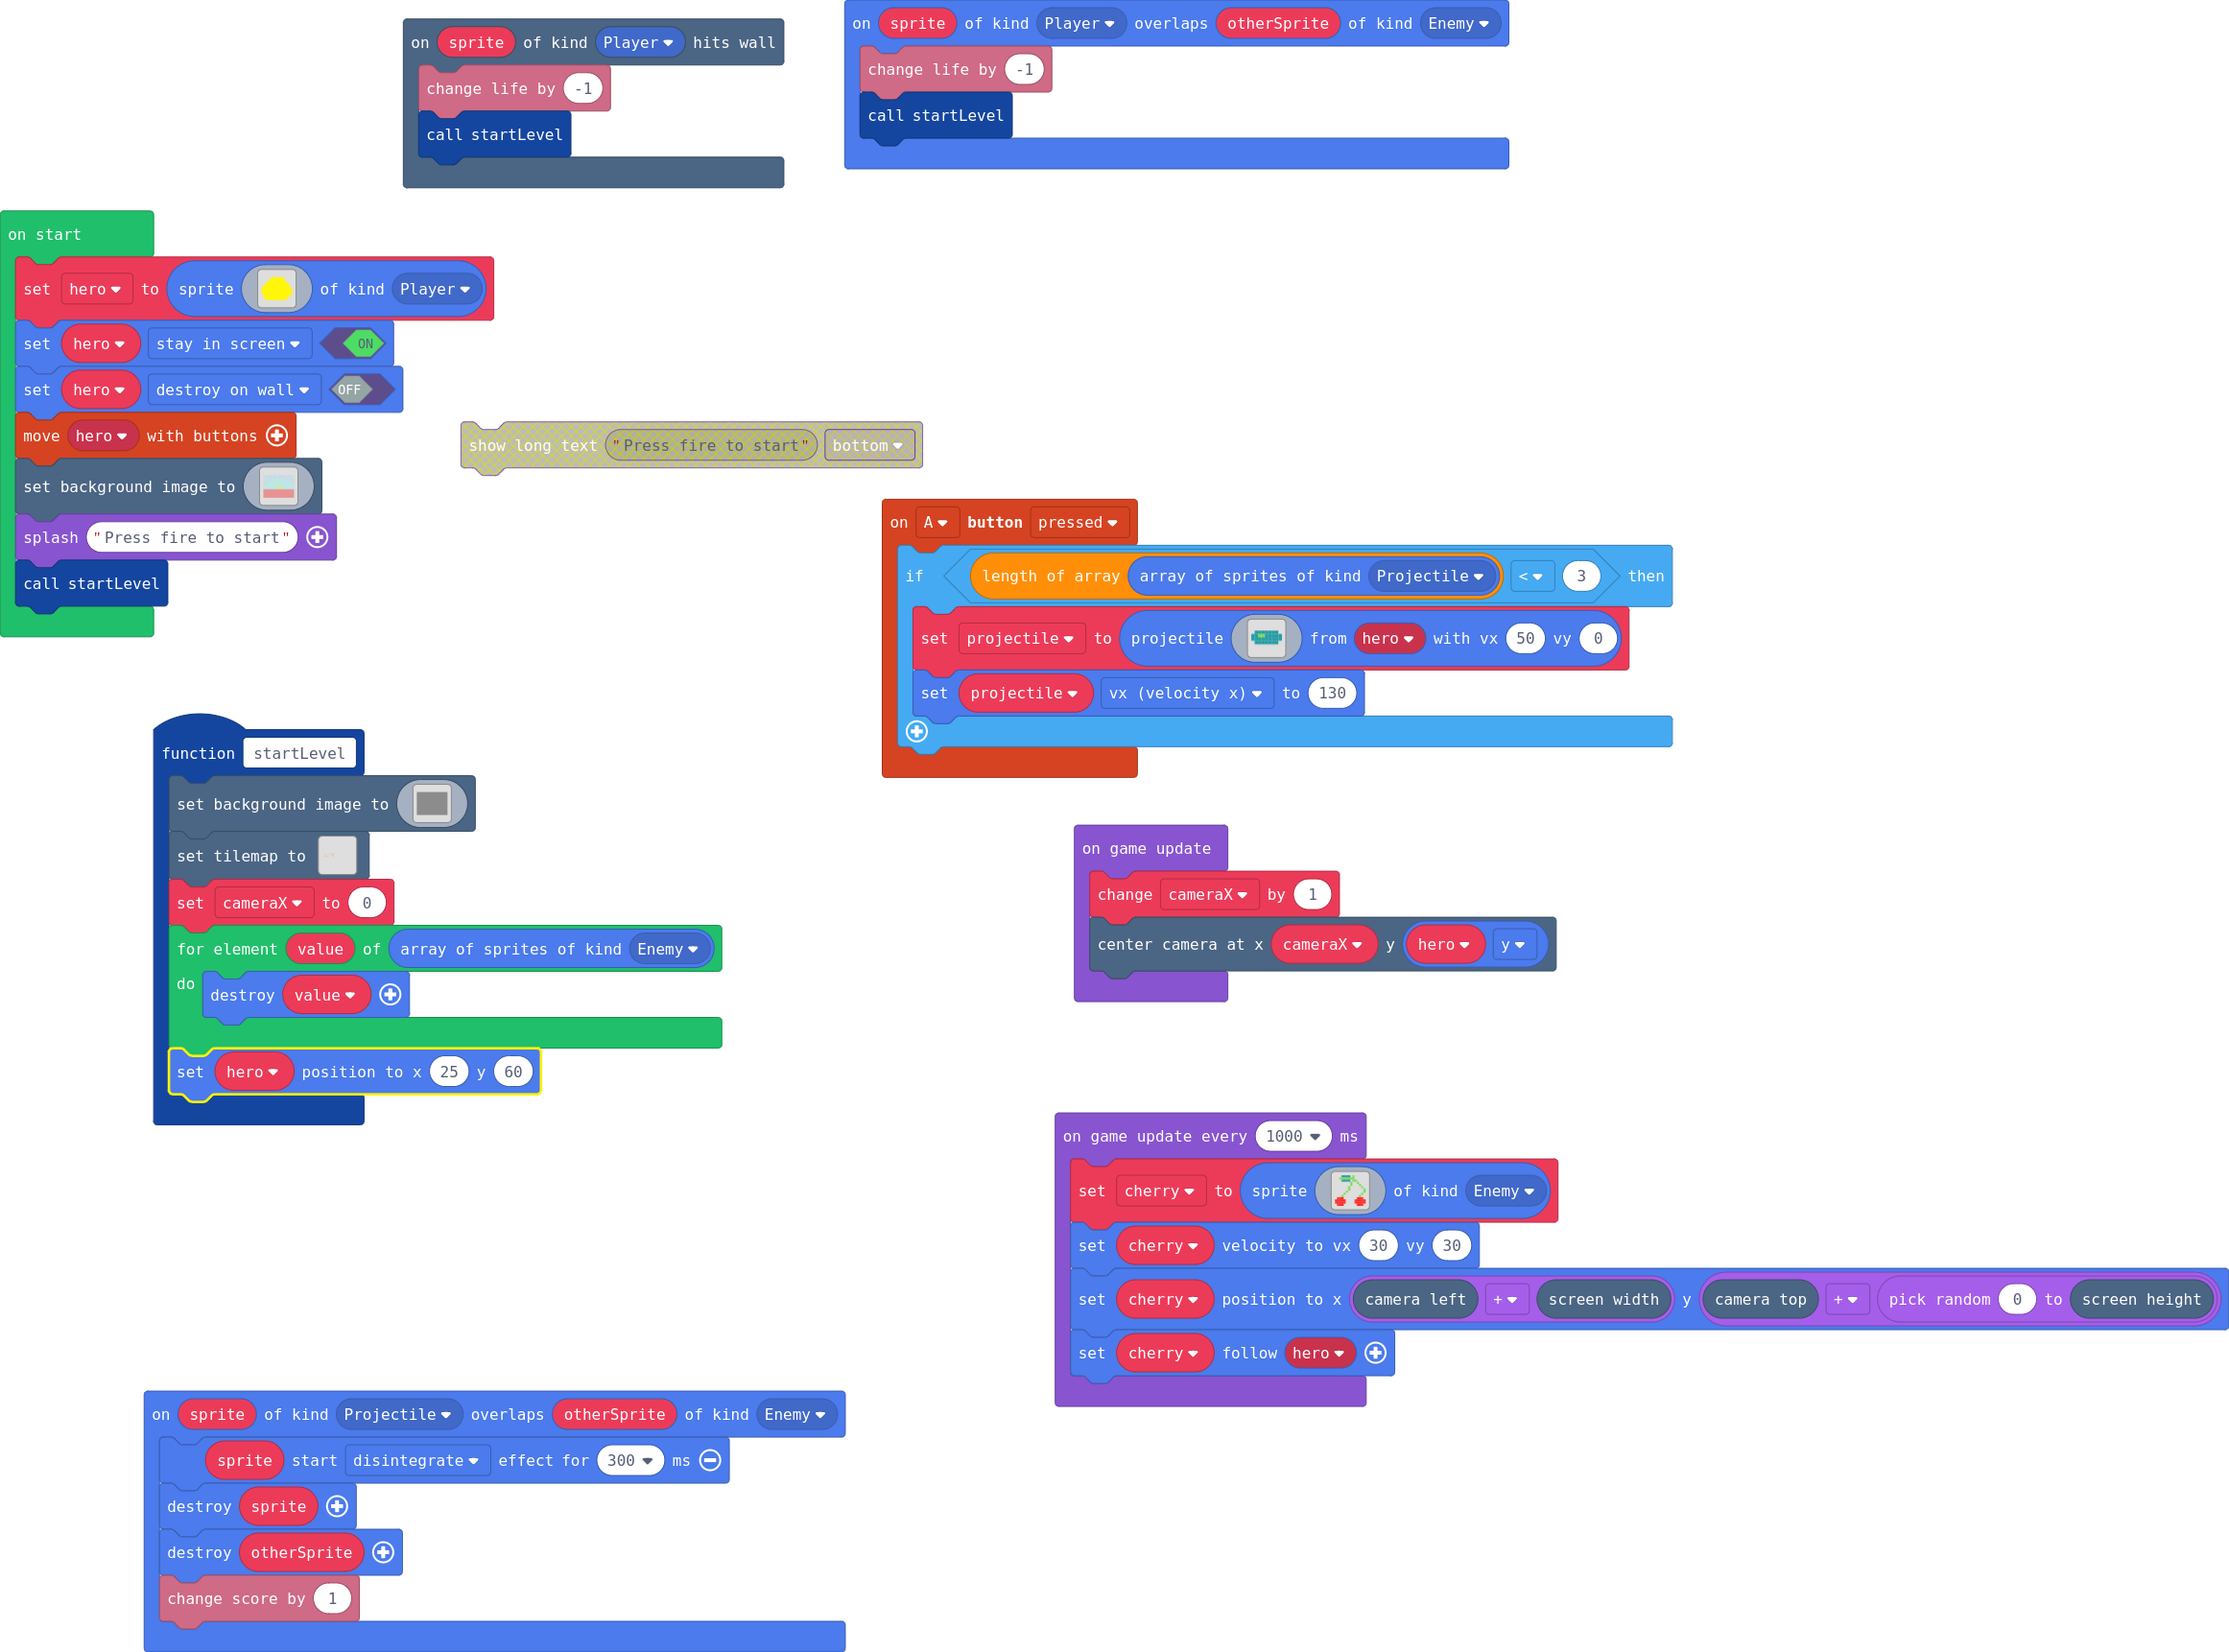 on sprite of kind Player hits wall
change life by -1
call startLevel
on sprite of kind Player overlaps otherSprite of kind Enemy
change life by -1
call startLevel
on start
set hero to sprite of kind Player
set hero stay in screen ON
set hero destroy on wall OFF
move hero with buttons
set background image to
splash "Press fire to start"
call startLevel
show long text "Press fire to start" bottom
on A button pressed
if length of array array of sprites of kind Projectile < 3 then
set projectile to projectile from hero with vx 50 vy 0
set projectile vx (velocity x) to 130
function startLevel
set background image to
set tilemap to
set cameraX to 0
for element value of array of sprites of kind Enemy
do destroy value
set hero position to x 25 y 60
on game update
change cameraX by 1
center camera at x cameraX y hero y
on game update every 1000 ms
set cherry to sprite of kind Enemy
set cherry velocity to vx 30 vy 30
set cherry position to x camera left + screen width y camera top + pick random 0 to screen height
set cherry follow hero
on sprite of kind Projectile overlaps otherSprite of kind Enemy
sprite start disintegrate effect for 300 ms
destroy sprite
destroy otherSprite
change score by 1